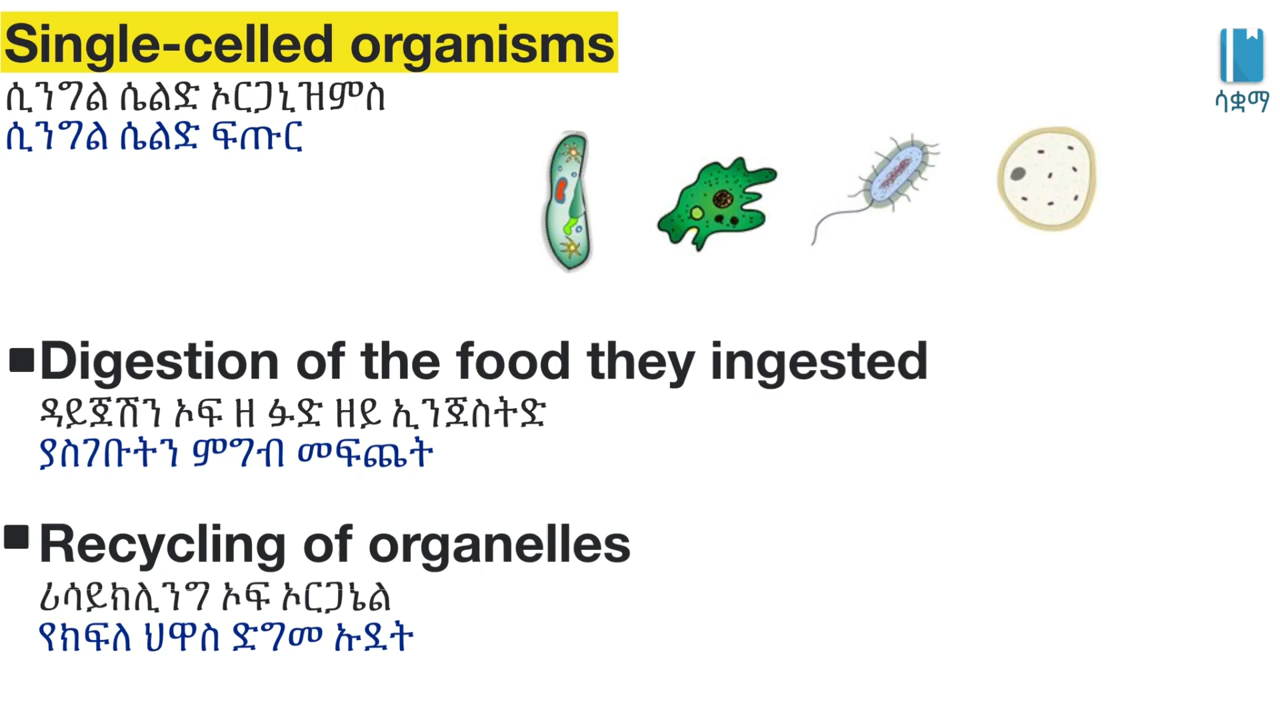 Single-celled organisms
ሲንግል ሴልድ ኦርጋኒዝምስ
ሲንግል ሴልድ ፍጡር
ሳቋማ
■Digestion of the food they ingested
ዳይጀሽን ኦፍ ዘ ፉድ ዘይ ኢንጀስትድ
ያስገቡትን ምግብ መፍጨት
■Recycling of organelles
ሪሳይክሊንግ ኦፍ ኦርጋኔል
የክፍለ ህዋስ ድግመ ኡደት